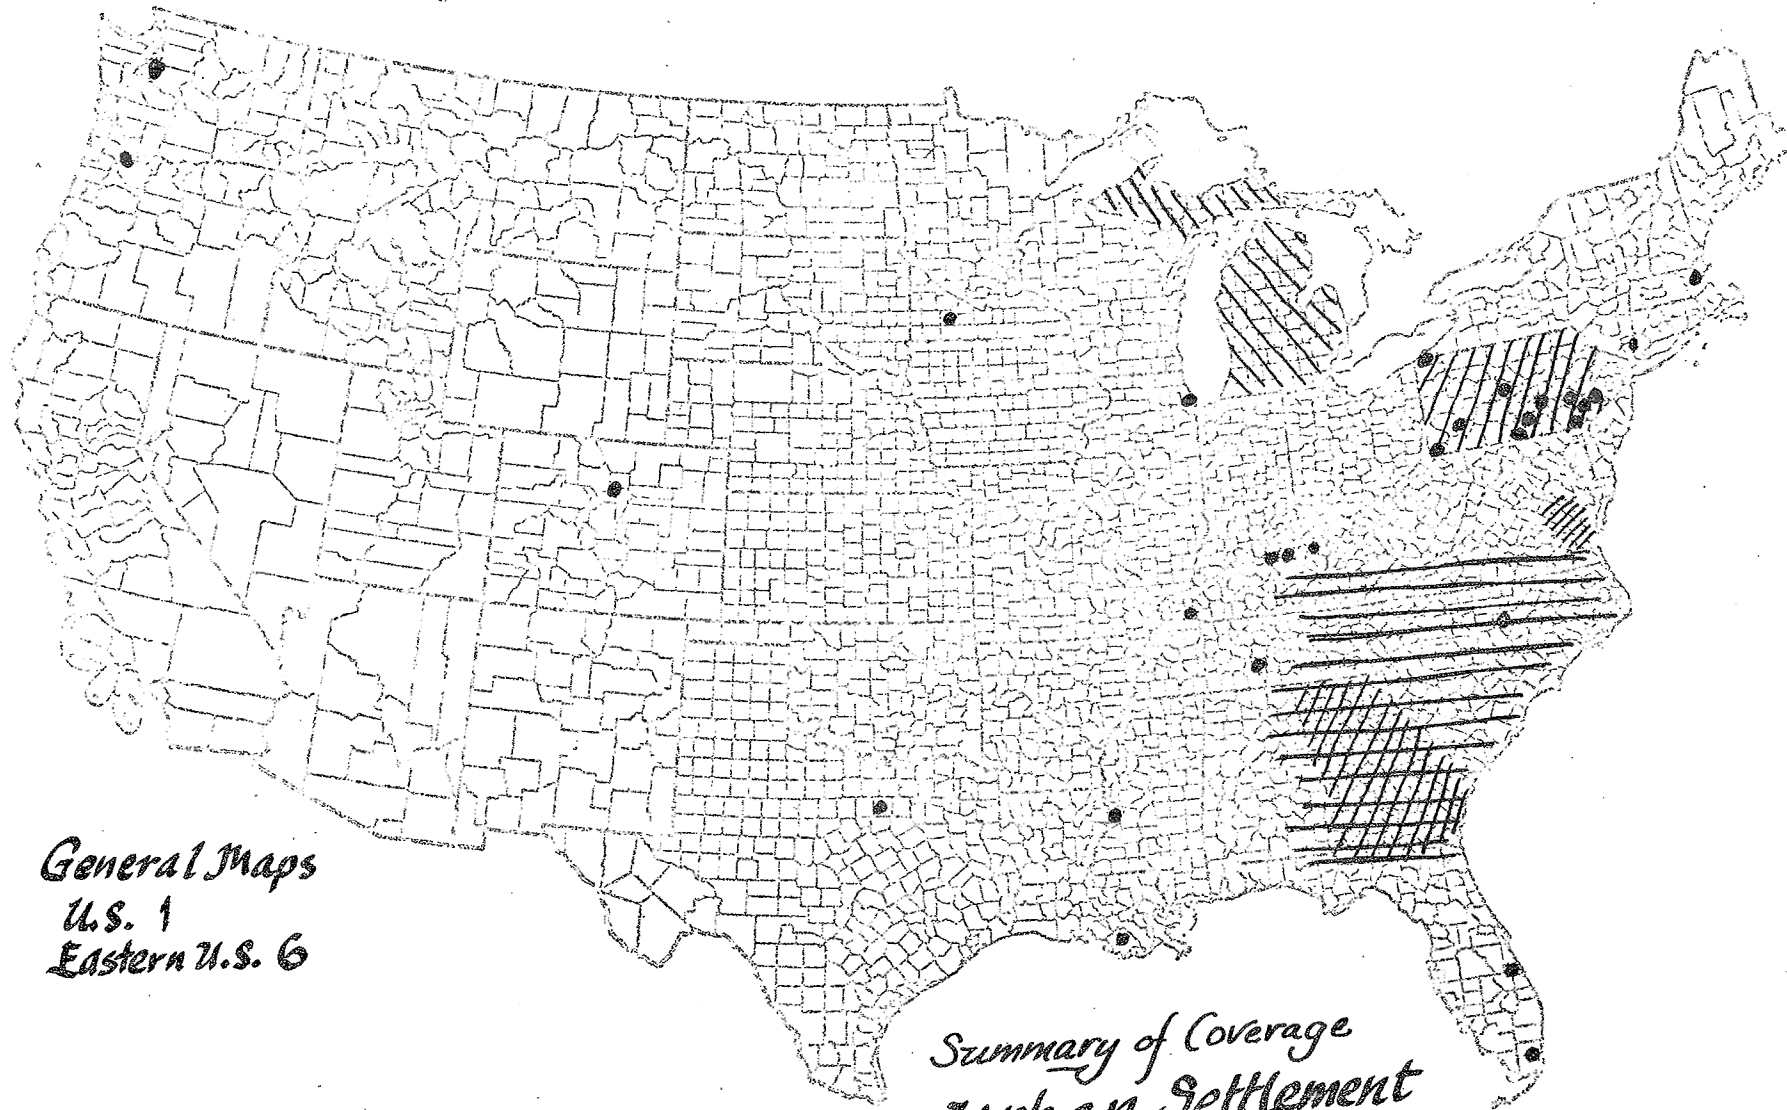 General Maps
U.S. 1
Eastern U.S. 6
Summary of Coverage
Settlement